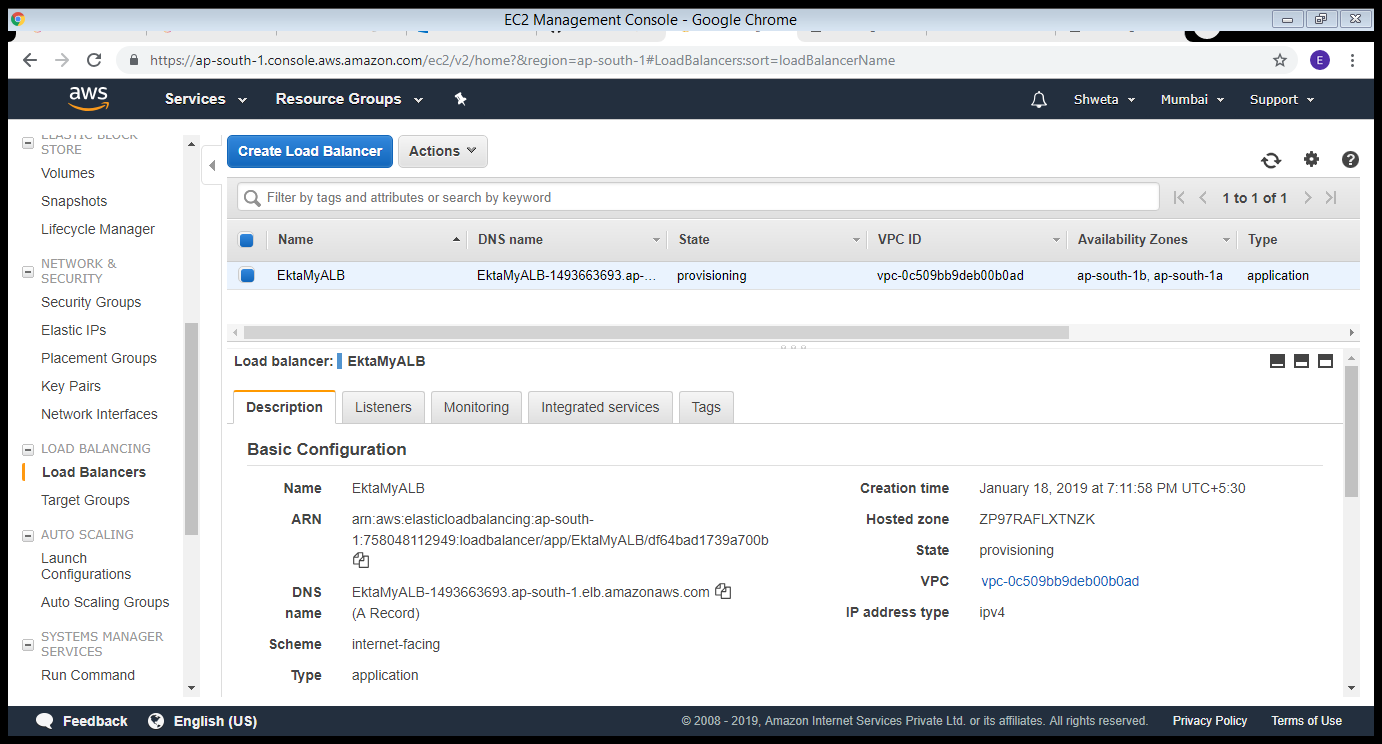 EC2 Management Console - Google Chrome
https://ap-south-1.console.aws.amazon.com/ec2/v2/home?&region=ap-south-1#LoadBalancers:sort=loadBalancerName
E
aws Services Resource Groups Shweta Mumbai Support
ELASTIC BLOCK
STORE
Volumes
Snapshots
Lifecycle Manager
NETWORK &
SECURITY
Security Groups
Elastic IPs
Placement Groups
Key Pairs
Network Interfaces
LOAD BALANCING
Load Balancers
Target Groups
AUTO SCALING
Launch
Configurations
Auto Scaling Groups
SYSTEMS MANAGER
SERVICES
Run Command
Create Load Balancer Actions
Filter by tags and attributes or search by keyword 1 to 1 of 1
Name DNS name State VPC ID Availability Zones Type
EktaMyALB EktaMyALB-1493663693.ap-... provisioning vpc-0c509bb9deb00b0ad ap-south-1b, ap-south-1a application
Load balancer: EktaMyALB
Description Listeners Monitoring Integrated services Tags
Basic Configuration
Name EktaMyALB
ARN arn:aws:elasticloadbalancing:ap-south-
1:758048112949:loadbalancer/app/EktaMyALB/df64bad1739a700b
DNS EktaMyALB-1493663693.ap-south-1.elb.amazonaws.com
name (A Record)
Scheme internet-facing
Type application
Creation time January 18, 2019 at 7:11:58 PM UTC+5:30
Hosted zone ZP97RAFLXTNZK
State provisioning
VPC vpc-0c509bb9deb00b0ad
IP address type ipv4
Feedback English (US) © 2008 - 2019, Amazon Internet Services Private Ltd. or its affiliates. All rights reserved. Privacy Policy Terms of Use